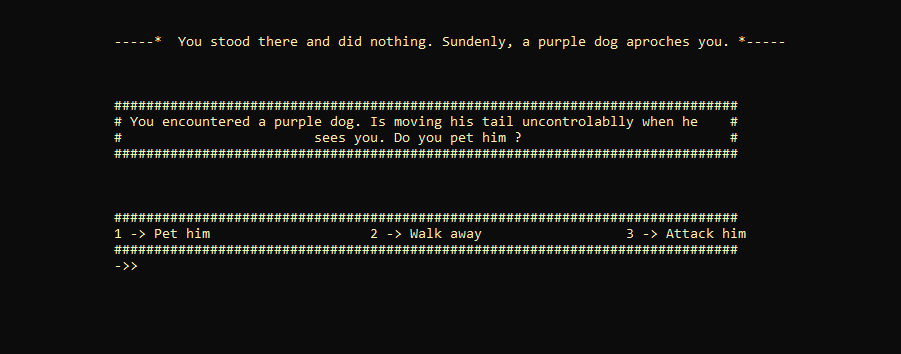 -----*  You stood there and did nothing. Sundenly, a purple dog aproches you. *-----
##############################################################################
# You encountered a purple dog. Is moving his tail uncontrolablly when he    #
#                        sees you. Do you pet him ?                          #
##############################################################################
##############################################################################
1 -> Pet him                    2 -> Walk away                  3 -> Attack him
##############################################################################
->>